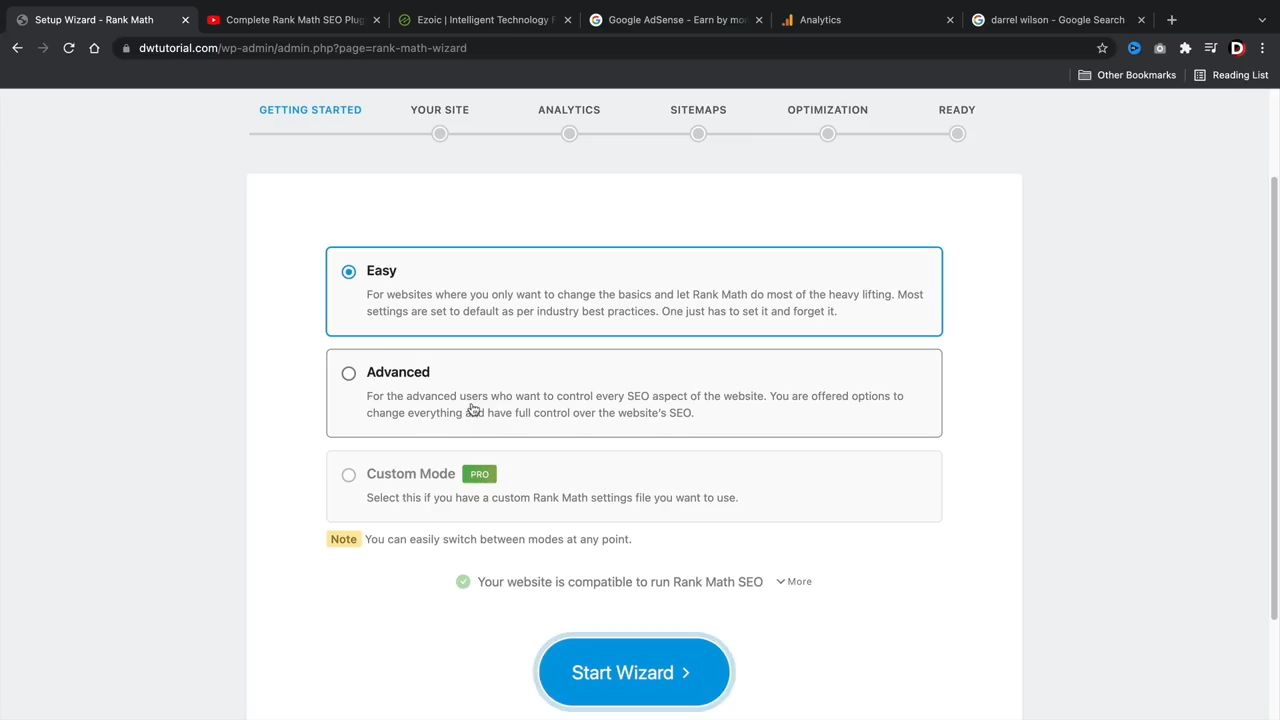 Setup Wizard - Rank Math
Complete Rank Math SEO Plug
Ezoic | Intelligent Technology F
Google AdSense - Earn by mo
Analytics
darrel wilson - Google Search
dwtutorial.com/wp-admin/admin.php?page=rank-math-wizard
D
Other Bookmarks
Reading List
GETTING STARTED
YOUR SITE
ANALYTICS
SITEMAPS
OPTIMIZATION
READY
Easy
For websites where you only want to change the basics and let Rank Math do most of the heavy lifting. Most
settings are set to default as per industry best practices. One just has to set it and forget it.
Advanced
For the advanced users who want to control every SEO aspect of the website. You are offered options to
change everything and have full control over the website's SEO.
Custom Mode PRO
Select this if you have a custom Rank Math settings file you want to use.
Note You can easily switch between modes at any point.
Your website is compatible to run Rank Math SEO
More
Start Wizard